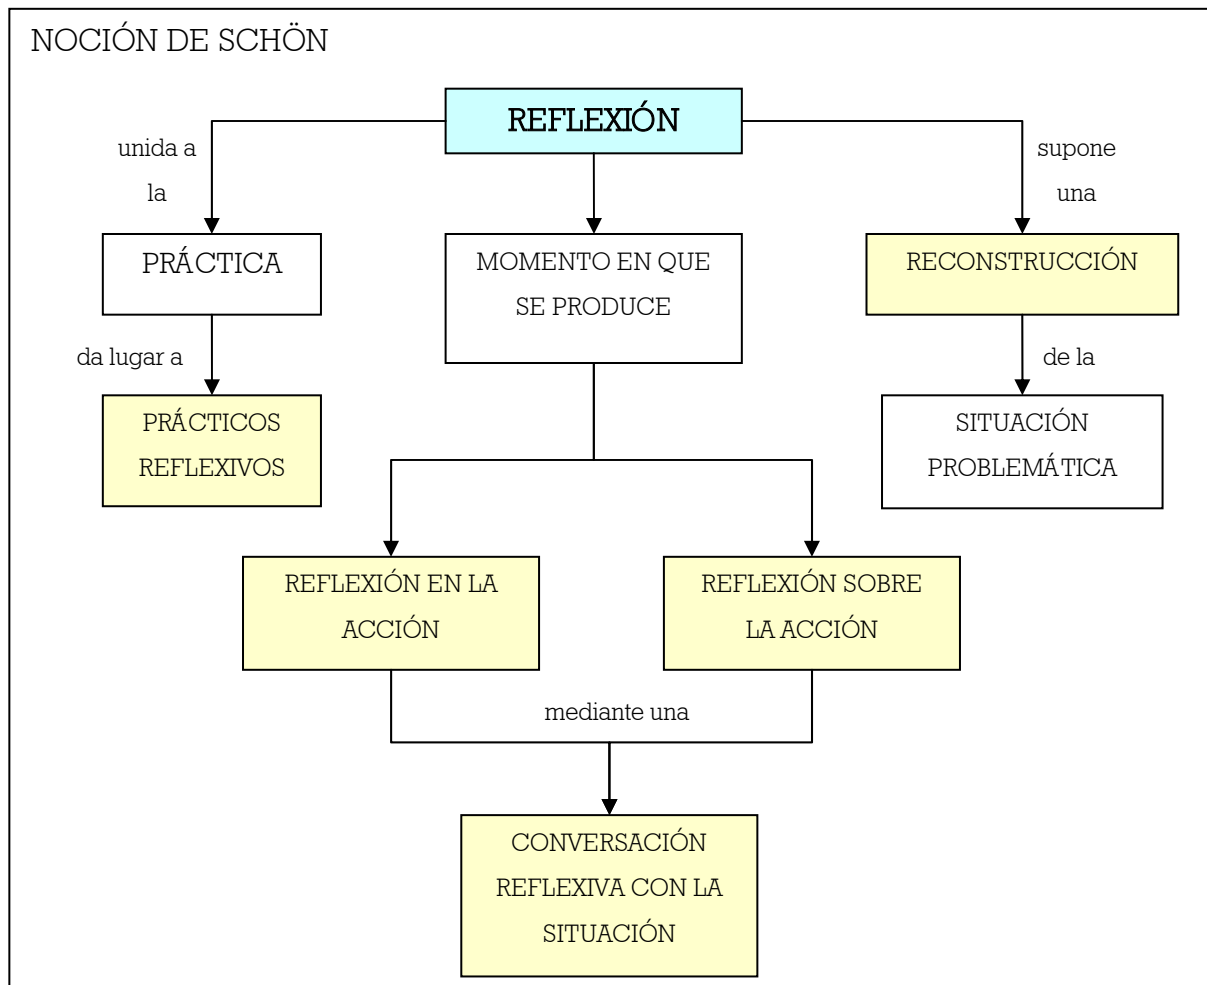 NOCIÓN DE SCHÖN
REFLEXIÓN
unida a
la
supone
una
PRÁCTICA
MOMENTO EN QUE
SE PRODUCE
RECONSTRUCCIÓN
da lugar a
de la
PRÁCTICOS
REFLEXIVOS
SITUACIÓN
PROBLEMÁTICA
REFLEXIÓN EN LA
ACCIÓN
REFLEXIÓN SOBRE
LA ACCIÓN
mediante una
CONVERSACIÓN
REFLEXIVA CON LA
SITUACIÓN